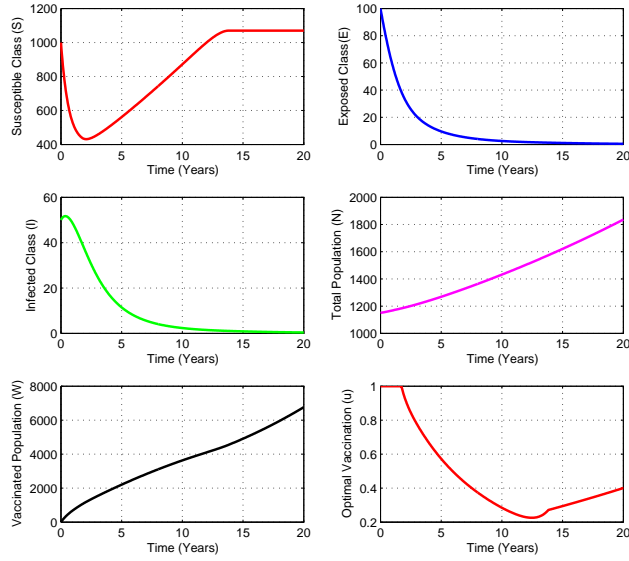 1200
1000
800
600
400
0 5 10 15 20
Time (Years)
Susceptible Class (S)
100
80
60
40
20
0
0 5 10 15 20
Time (Years)
Exposed Class(E)
60
40
20
0
0 5 10 15 20
Time (Years)
Infected Class (I)
2000
1800
1600
1400
1200
1000
0 5 10 15 20
Time (Years)
Total Population (N)
8000
6000
4000
2000
0
0 5 10 15 20
Time (Years)
Vaccinated Population (W)
1
0.8
0.6
0.4
0.2
0 5 10 15 20
Time (Years)
Optimal Vaccination (u)